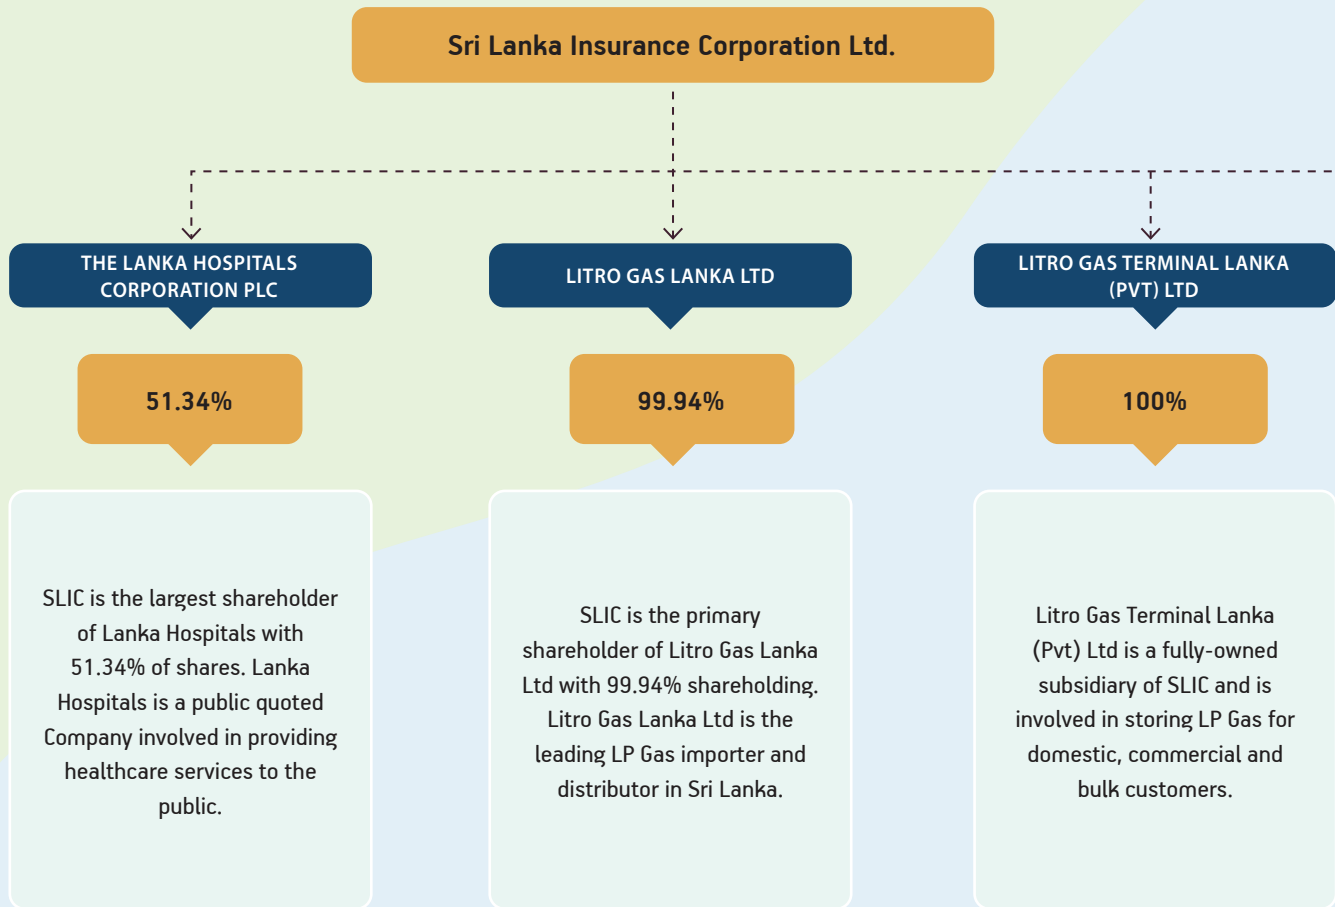 Sri Lanka Insurance Corporation Ltd.
THE LANKA HOSPITALS
CORPORATION PLC
51.34%
SLIC is the largest shareholder
of Lanka Hospitals with
51.34% of shares. Lanka
Hospitals is a public quoted
Company involved in providing
healthcare services to the
public.
LITRO GAS LANKA LTD
99.94%
SLIC is the primary
shareholder of Litro Gas Lanka
Ltd with 99.94% shareholding.
Litro Gas Lanka Ltd is the
leading LP Gas importer and
distributor in Sri Lanka.
LITRO GAS TERMINAL LANKA
(PVT) LTD
100%
Litro Gas Terminal Lanka
(Pvt) Ltd is a fully-owned
subsidiary of SLIC and is
involved in storing LP Gas for
domestic, commercial and
bulk customers.